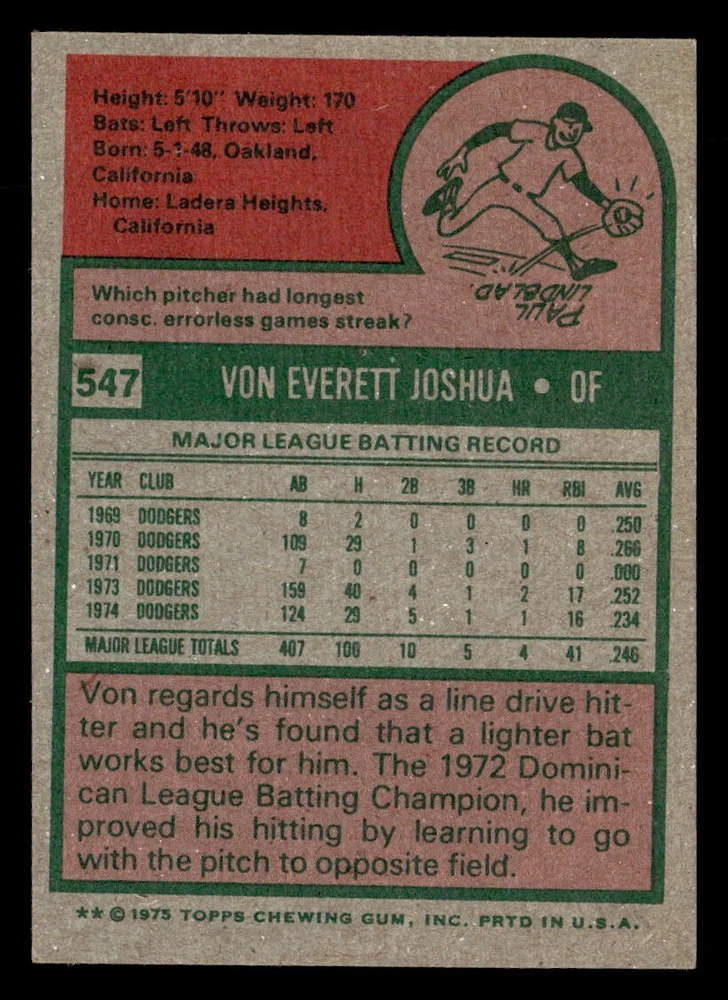 Height: 5'10" Weight: 170
Bats: Left Throws: Left
Born: 5-1-48, Oakland,
California
Home: Ladera Heights,
California
PAUL
LINDBLAD.
Which pitcher had longest
consc. errorless games streak?
547 VON EVERETT JOSHUA • OF
MAJOR LEAGUE BATTING RECORD
YEAR CLUB AB H 2B 3B HR RBI AVG
1969 DODGERS 8 2 0 0 0 0 .250
1970 DODGERS 109 29 1 3 1 8 .266
1971 DODGERS 7 0 0 0 0 0 .000
1973 DODGERS 159 40 4 1 2 17 .252
1974 DODGERS 124 29 5 1 1 16 .234
MAJOR LEAGUE TOTALS 407 100 10 5 4 41 .246
Von regards himself as a line drive hit-
ter and he's found that a lighter bat
works best for him. The 1972 Domini-
can League Batting Champion, he im-
proved his hitting by learning to go
with the pitch to opposite field.
** © 1975 TOPPS CHEWING GUM, INC. PRTD IN U.S.A.